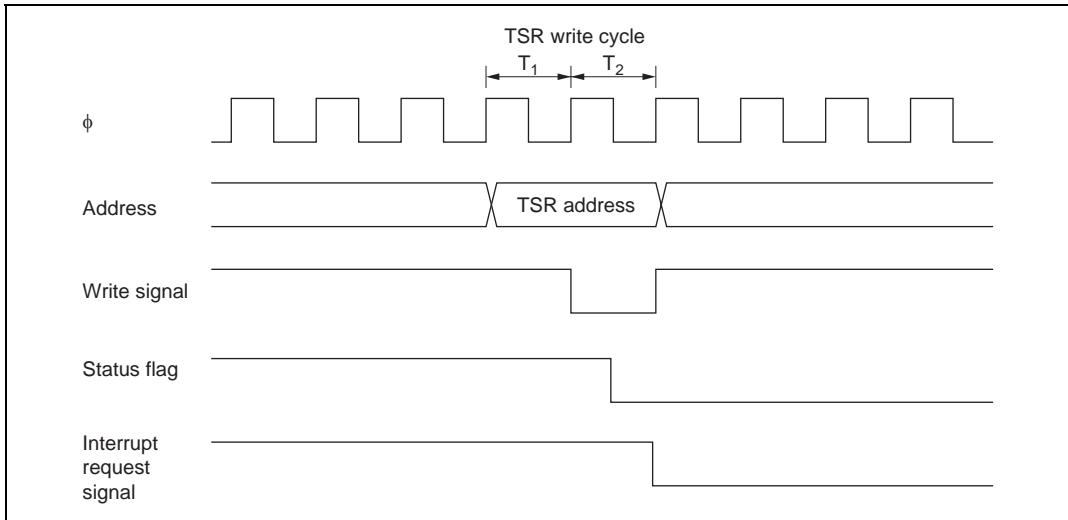 TSR write cycle
T₁ T₂
ϕ
Address
TSR address
Write signal
Status flag
Interrupt
request
signal